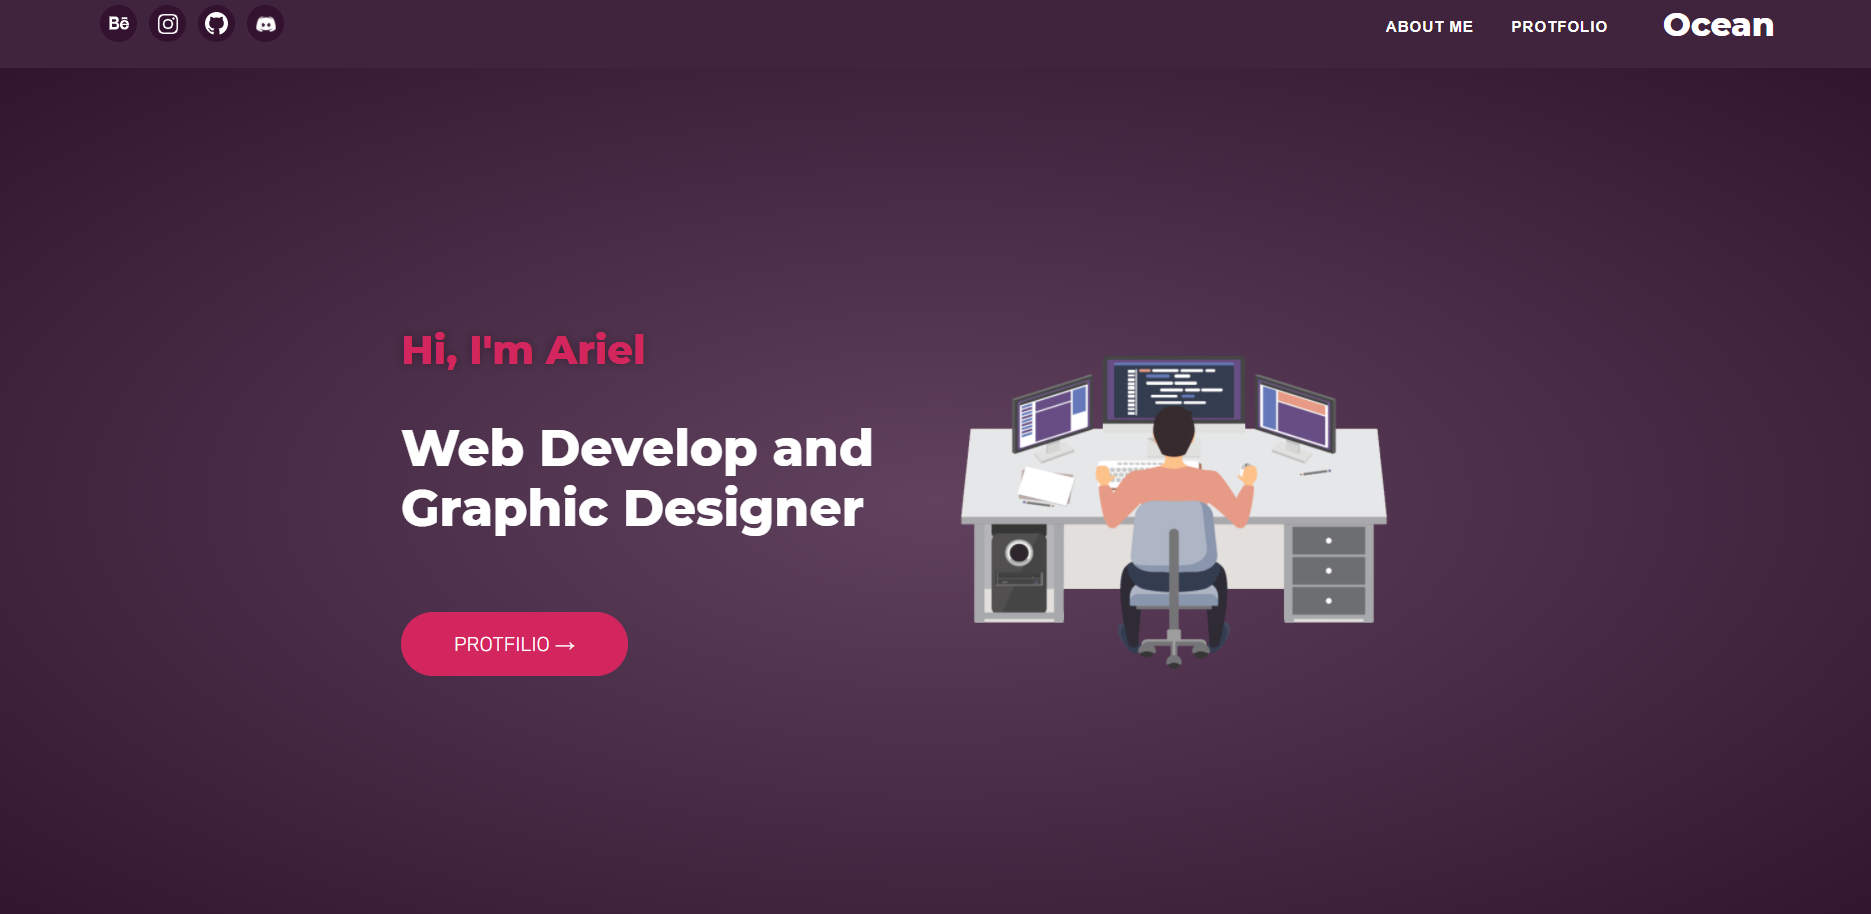 Bē
ABOUT ME
PROTFOLIO
Ocean
Hi, I'm Ariel
Web Develop and
Graphic Designer
PROTFILIO →